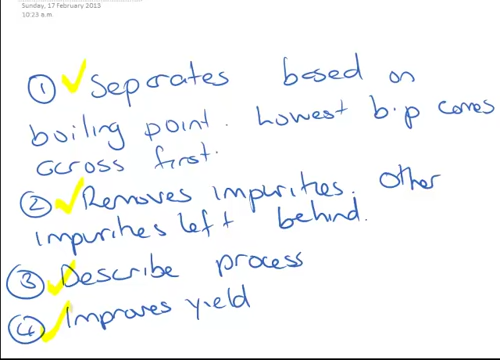 Sunday, 17 February 2013
10:23 a.m.
① Seperates based on
boiling point. Lowest b.p comes
across first.
② Removes impurities. Other
impurities left behind.
③ Describe process
④ Improves yield